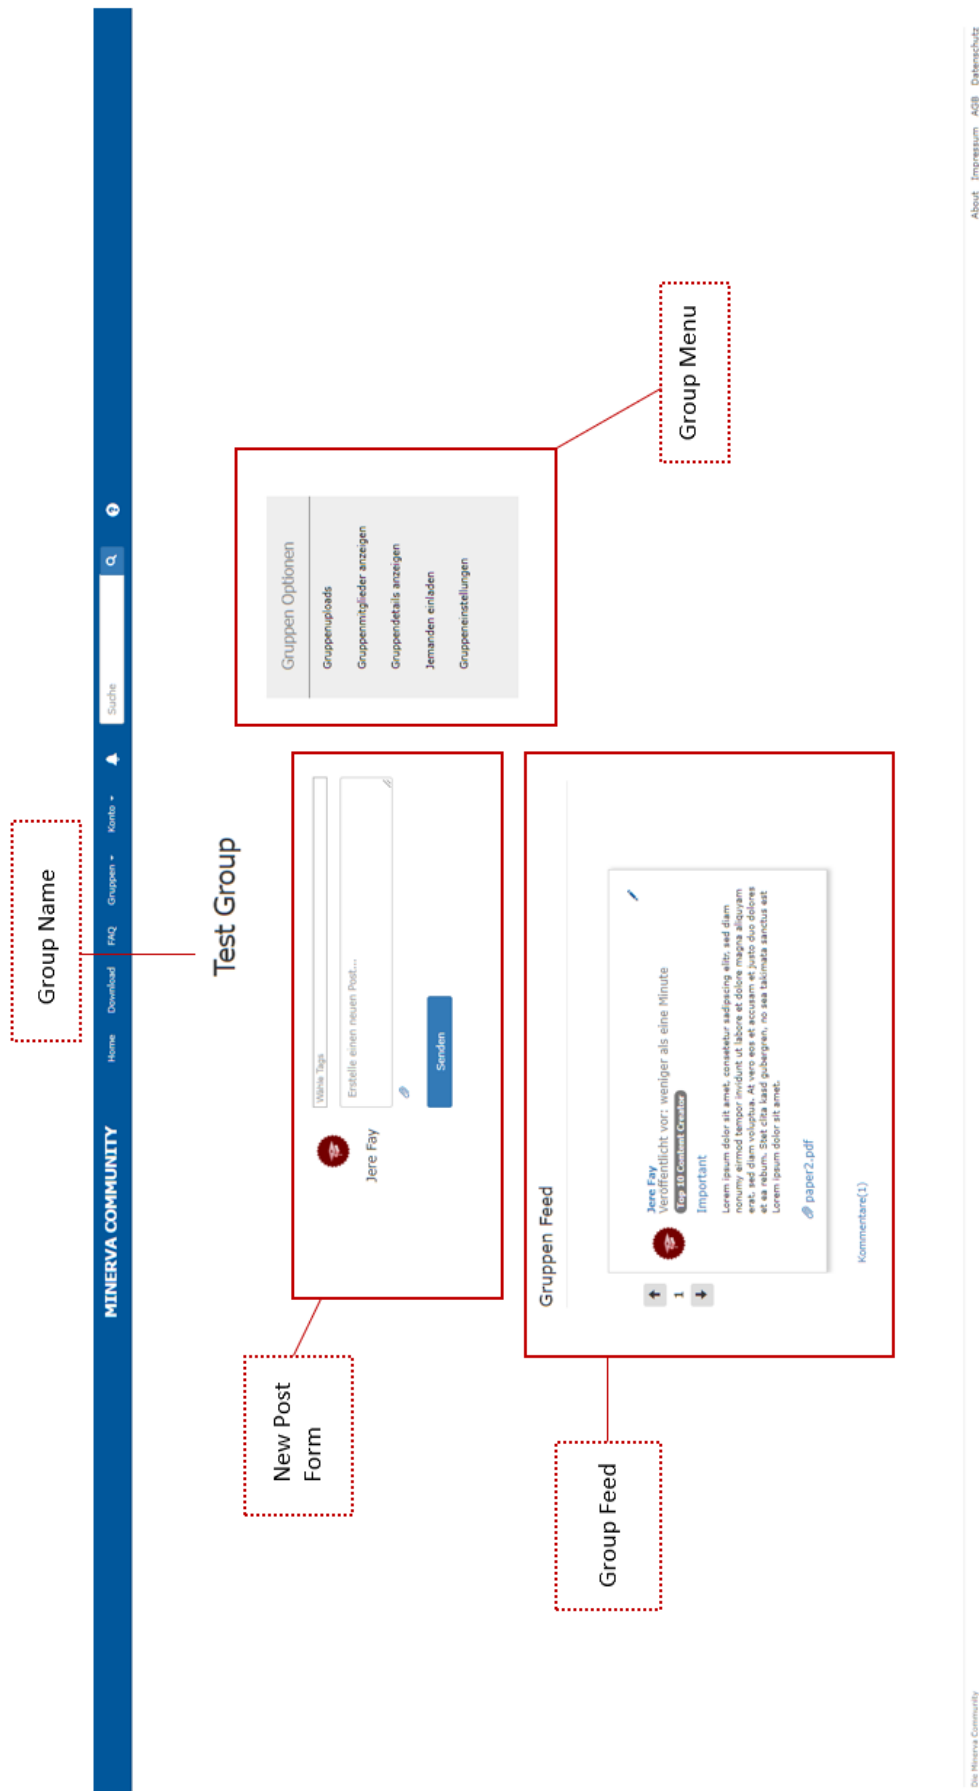 Group Name
MINERVA COMMUNITY
Home
Download
FAQ
Gruppen
Konto
Suche
Test Group
Wähle Tags
Erstelle einen neuen Post...
Jere Fay
Senden
New Post
Form
Gruppen Optionen
Gruppenuploads
Gruppenmitglieder anzeigen
Gruppendetails anzeigen
Jemanden einladen
Gruppeneinstellungen
Group Menu
Gruppen Feed
1
Jere Fay
Veröffentlicht vor: weniger als eine Minute
Top 10 Content Creator
Important
Lorem ipsum dolor sit amet, consetetur sadipscing elitr, sed diam
nonumy eirmod tempor invidunt ut labore et dolore magna aliquyam
erat, sed diam voluptua. At vero eos et accusam et justo duo dolores
et ea rebum. Stet clita kasd gubergren, no sea takimata sanctus est
Lorem ipsum dolor sit amet.
paper2.pdf
Kommentare(1)
Group Feed
Die Minerva Community
About Impressum AGB Datenschutz